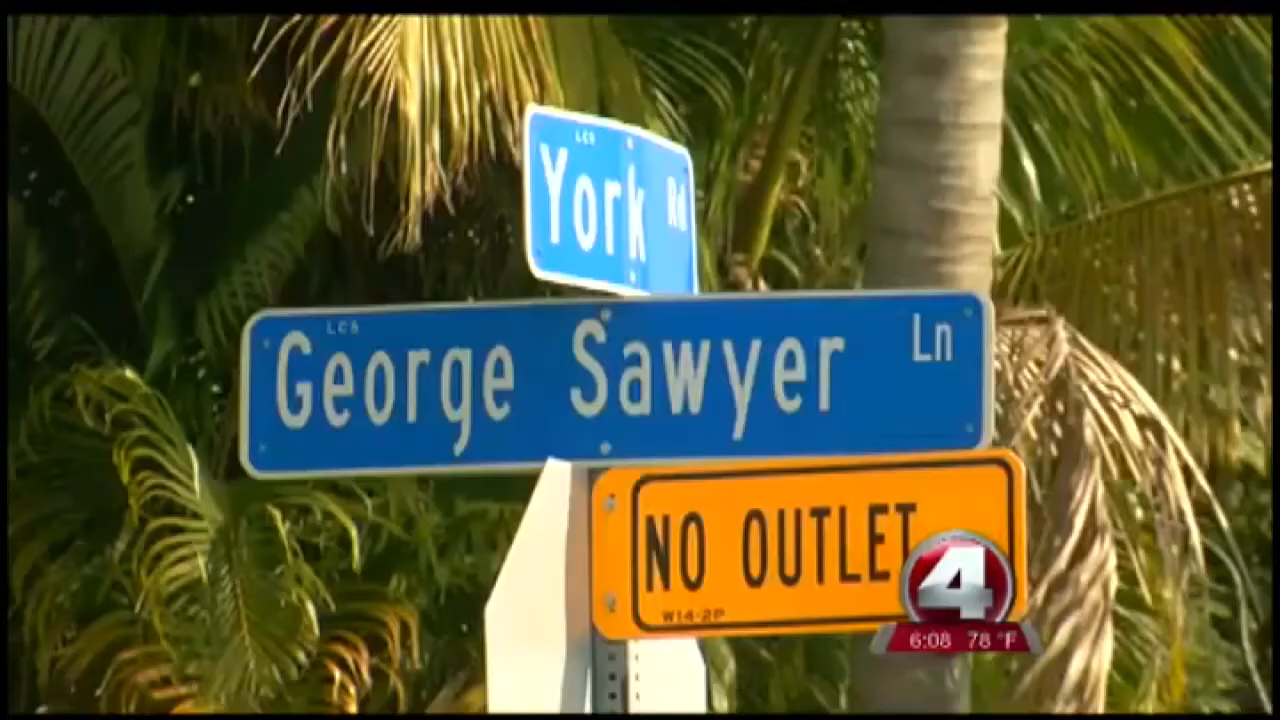 LCS
York Rd
LCS
George Sawyer Ln
NO OUTLET
W14-2P
4
6:08 78 °F